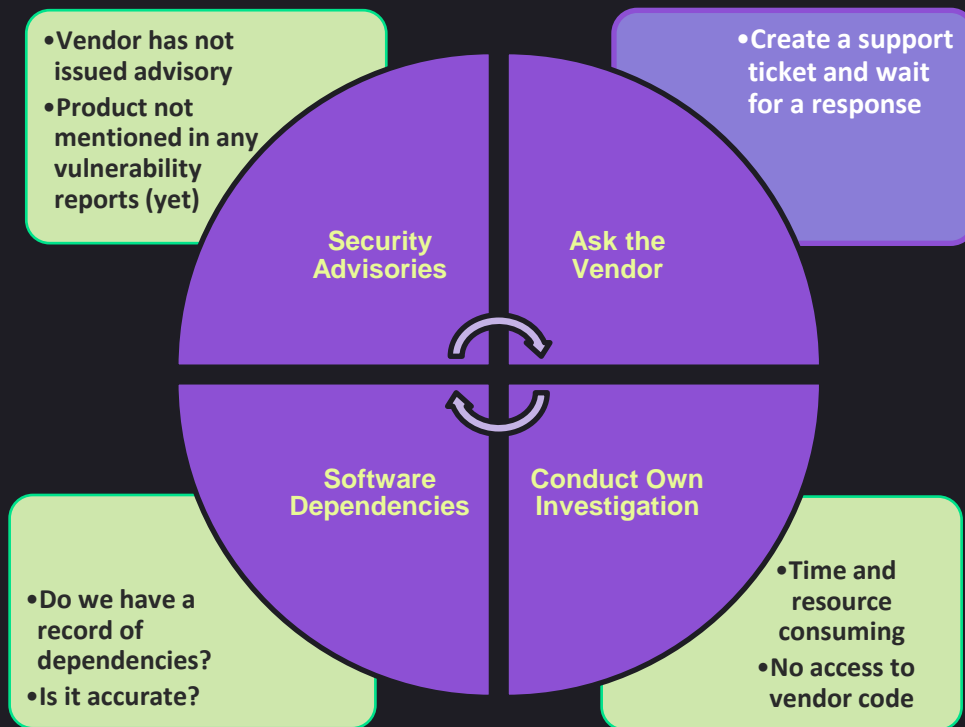 •Vendor has not
issued advisory
•Product not
mentioned in any
vulnerability
reports (yet)
•Create a support
ticket and wait
for a response
Security
Advisories
Ask the
Vendor
Software
Dependencies
Conduct Own
Investigation
•Do we have a
record of
dependencies?
•Is it accurate?
•Time and
resource
consuming
•No access to
vendor code